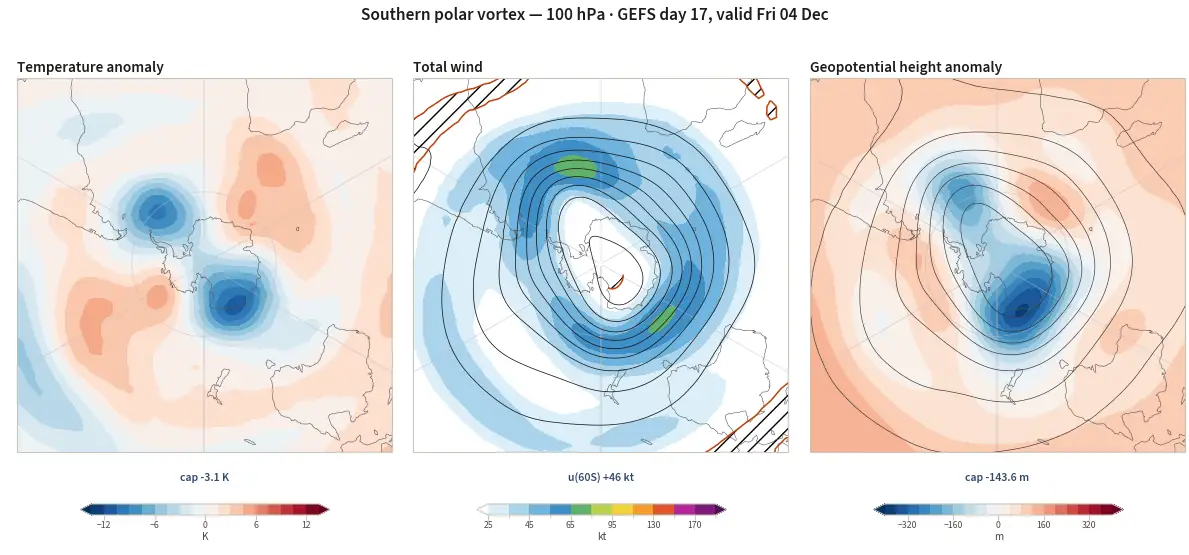 Southern polar vortex — 100 hPa · GEFS day 17, valid Fri 04 Dec
Temperature anomaly
Total wind
Geopotential height anomaly
cap -3.1 K
u(60S) +46 kt
cap -143.6 m
−12 −6 0 6 12
K
25 45 65 95 130 170
kt
−320 −160 0 160 320
m